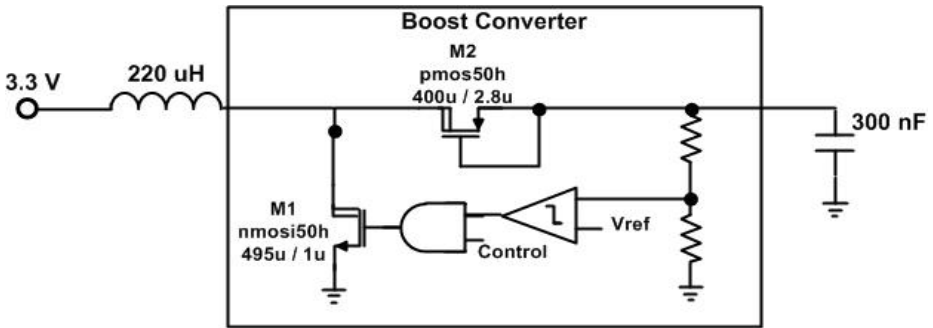 Boost Converter
M2
pmos50h
400u / 2.8u
3.3 V
220 uH
300 nF
M1
nmosi50h
495u / 1u
Control
Vref